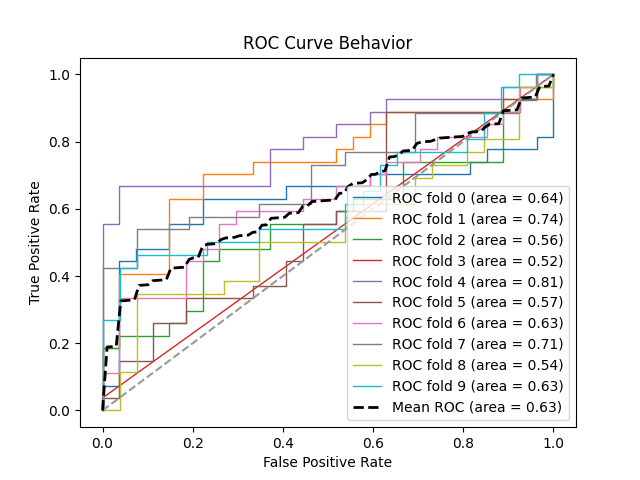 ROC Curve Behavior
True Positive Rate
1.0
0.8
0.6
0.4
0.2
0.0
ROC fold 0 (area = 0.64)
ROC fold 1 (area = 0.74)
ROC fold 2 (area = 0.56)
ROC fold 3 (area = 0.52)
ROC fold 4 (area = 0.81)
ROC fold 5 (area = 0.57)
ROC fold 6 (area = 0.63)
ROC fold 7 (area = 0.71)
ROC fold 8 (area = 0.54)
ROC fold 9 (area = 0.63)
Mean ROC (area = 0.63)
0.0 0.2 0.4 0.6 0.8 1.0
False Positive Rate